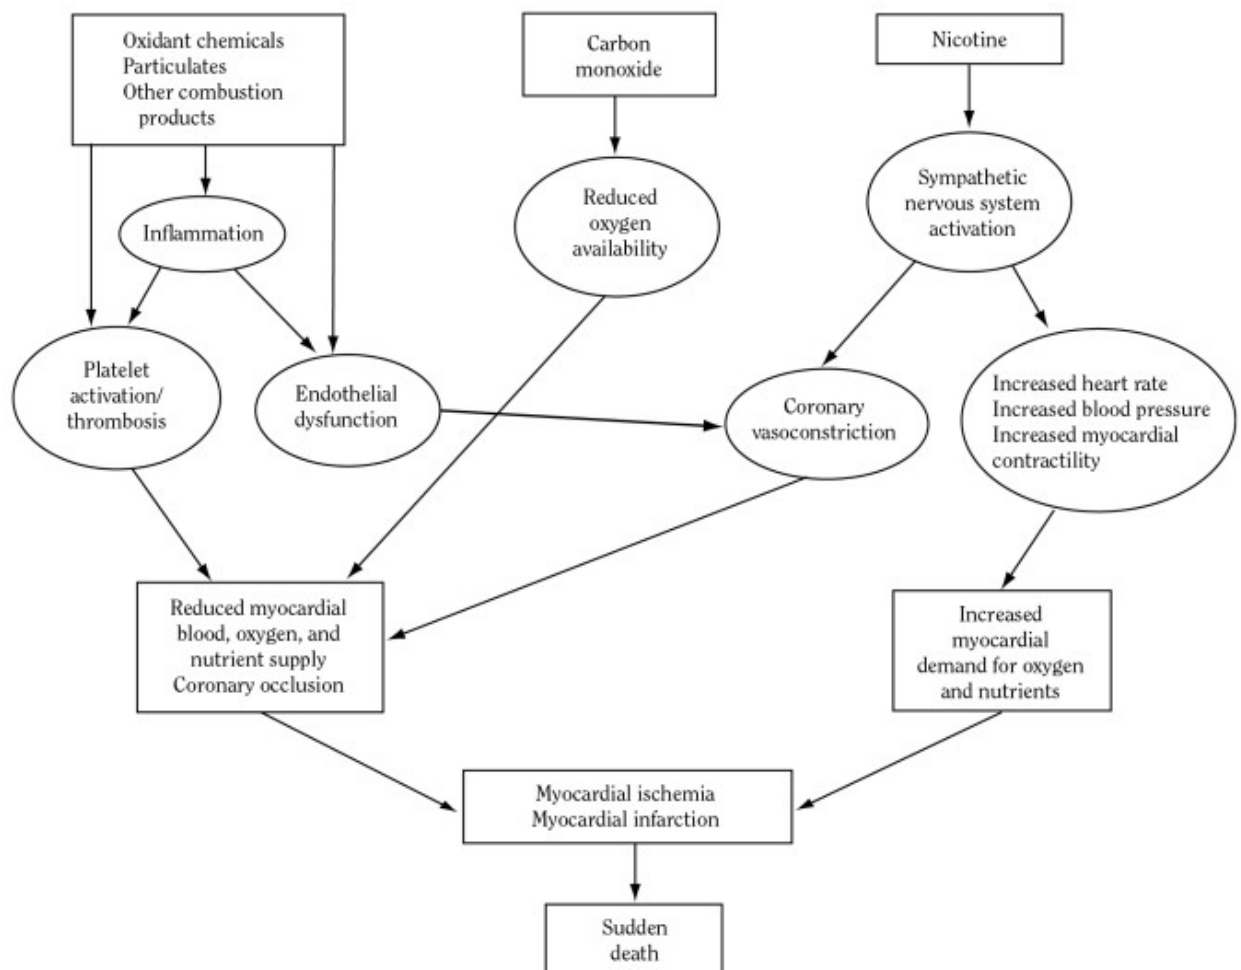 Oxidant chemicals
Particulates
Other combustion
products
Carbon
monoxide
Nicotine
Inflammation
Reduced
oxygen
availability
Sympathetic
nervous system
activation
Platelet
activation/
thrombosis
Endothelial
dysfunction
Coronary
vasoconstriction
Increased heart rate
Increased blood pressure
Increased myocardial
contractility
Reduced myocardial
blood, oxygen, and
nutrient supply
Coronary occlusion
Increased
myocardial
demand for oxygen
and nutrients
Myocardial ischemia
Myocardial infarction
Sudden
death